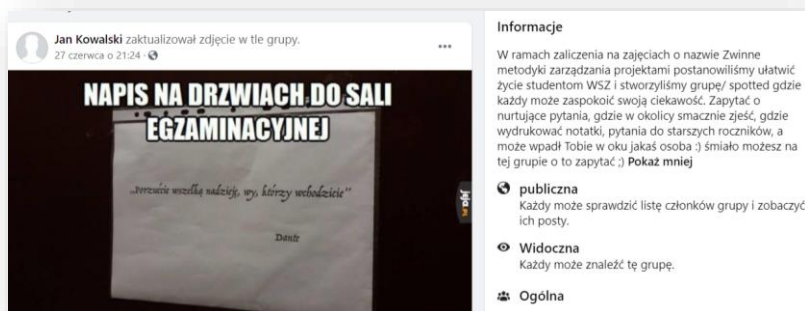 Jan Kowalski zaktualizował zdjęcie w tle grupy.
27 czerwca o 21:24
NAPIS NA DRZWIACH DO SALI
EGZAMINACYJNEJ
„Porzućcie wszelką nadzieję, wy, którzy wchodzicie”
Dante
jeja.pl
Informacje
W ramach zaliczenia na zajęciach o nazwie Zwinne
metodyki zarządzania projektami postanowiliśmy ułatwić
życie studentom WSZ i stworzyliśmy grupę/ spotted gdzie
każdy może zaspokoić swoją ciekawość. Zapytać o
nurtujące pytania, gdzie w okolicy smacznie zjeść, gdzie
wydrukować notatki, pytania do starszych roczników, a
może wpadł Tobie w oku jakaś osoba :) śmiało możesz na
tej grupie o to zapytać ;) Pokaż mniej
publiczna
Każdy może sprawdzić listę członków grupy i zobaczyć
ich posty.
Widoczna
Każdy może znaleźć tę grupę.
Ogólna